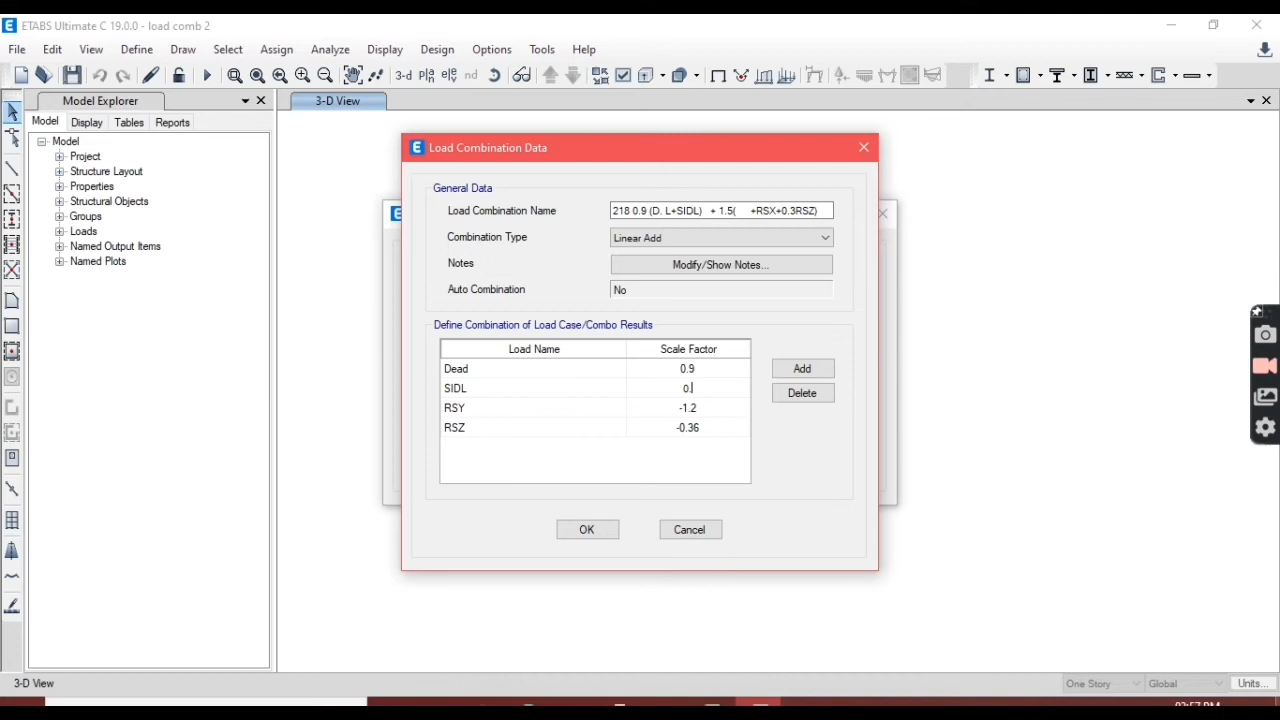 ETABS Ultimate C 19.0.0 - load comb 2
File Edit View Define Draw Select Assign Analyze Display Design Options Tools Help
3-d
nd
Model Explorer
3-D View
Model Display Tables Reports
Model
Project
Structure Layout
Properties
Structural Objects
Groups
Loads
Named Output Items
Named Plots
Load Combination Data
General Data
Load Combination Name 218 0.9 (D. L+SIDL) + 1.5( +RSX+0.3RSZ)
Combination Type Linear Add
Notes Modify/Show Notes...
Auto Combination No
Define Combination of Load Case/Combo Results
Load Name Scale Factor
Dead 0.9 Add
SIDL 0. Delete
RSY -1.2
RSZ -0.36
OK Cancel
3-D View One Story Global Units...